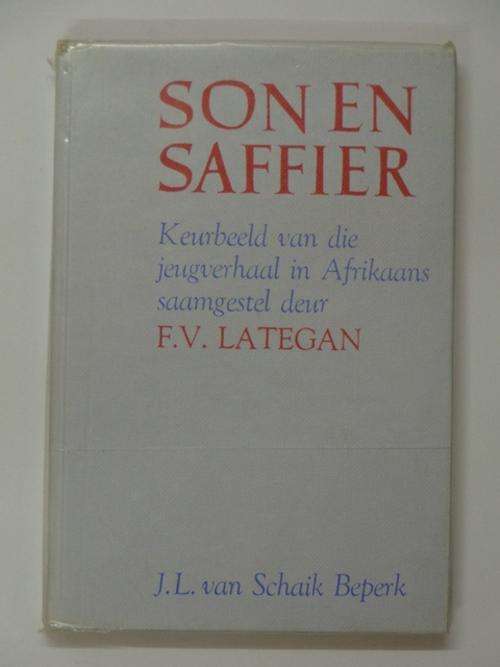 SON EN
SAFFIER
Keurbeeld van die
jeugverhaal in Afrikaans
saamgestel deur
F.V. LATEGAN
J.L. van Schaik Beperk